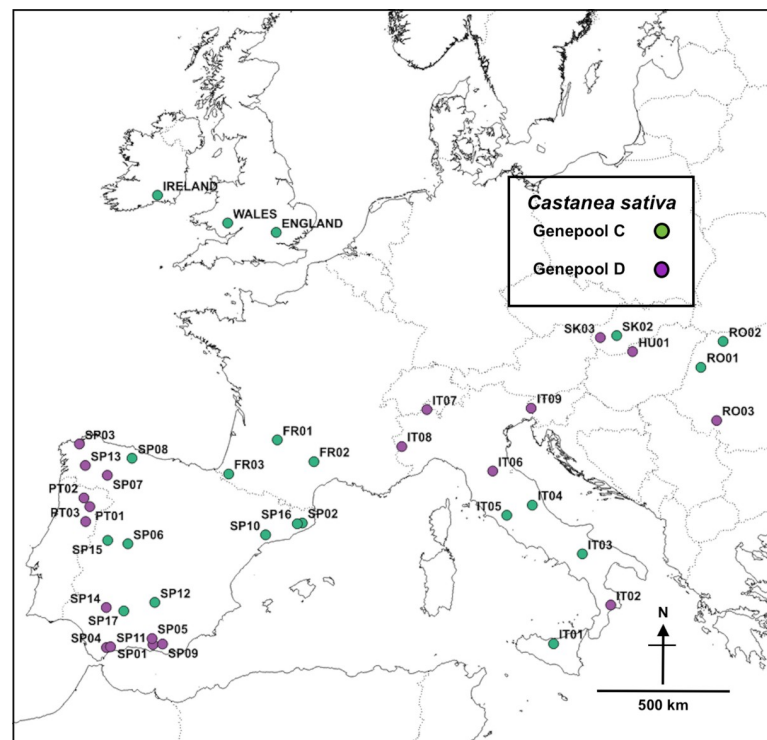 IRELAND
WALES
ENGLAND
Castanea sativa
Genepool C
Genepool D
SK03
SK02
HU01
RO02
RO01
RO03
IT07
IT09
IT08
IT06
IT05
IT04
IT03
IT02
IT01
FR01
FR02
FR03
SP03
SP13
SP08
SP07
PT02
PT01
PT03
SP16
SP02
SP10
SP15
SP06
SP14
SP12
SP17
SP04
SP11
SP05
SP01
SP09
N
500 km